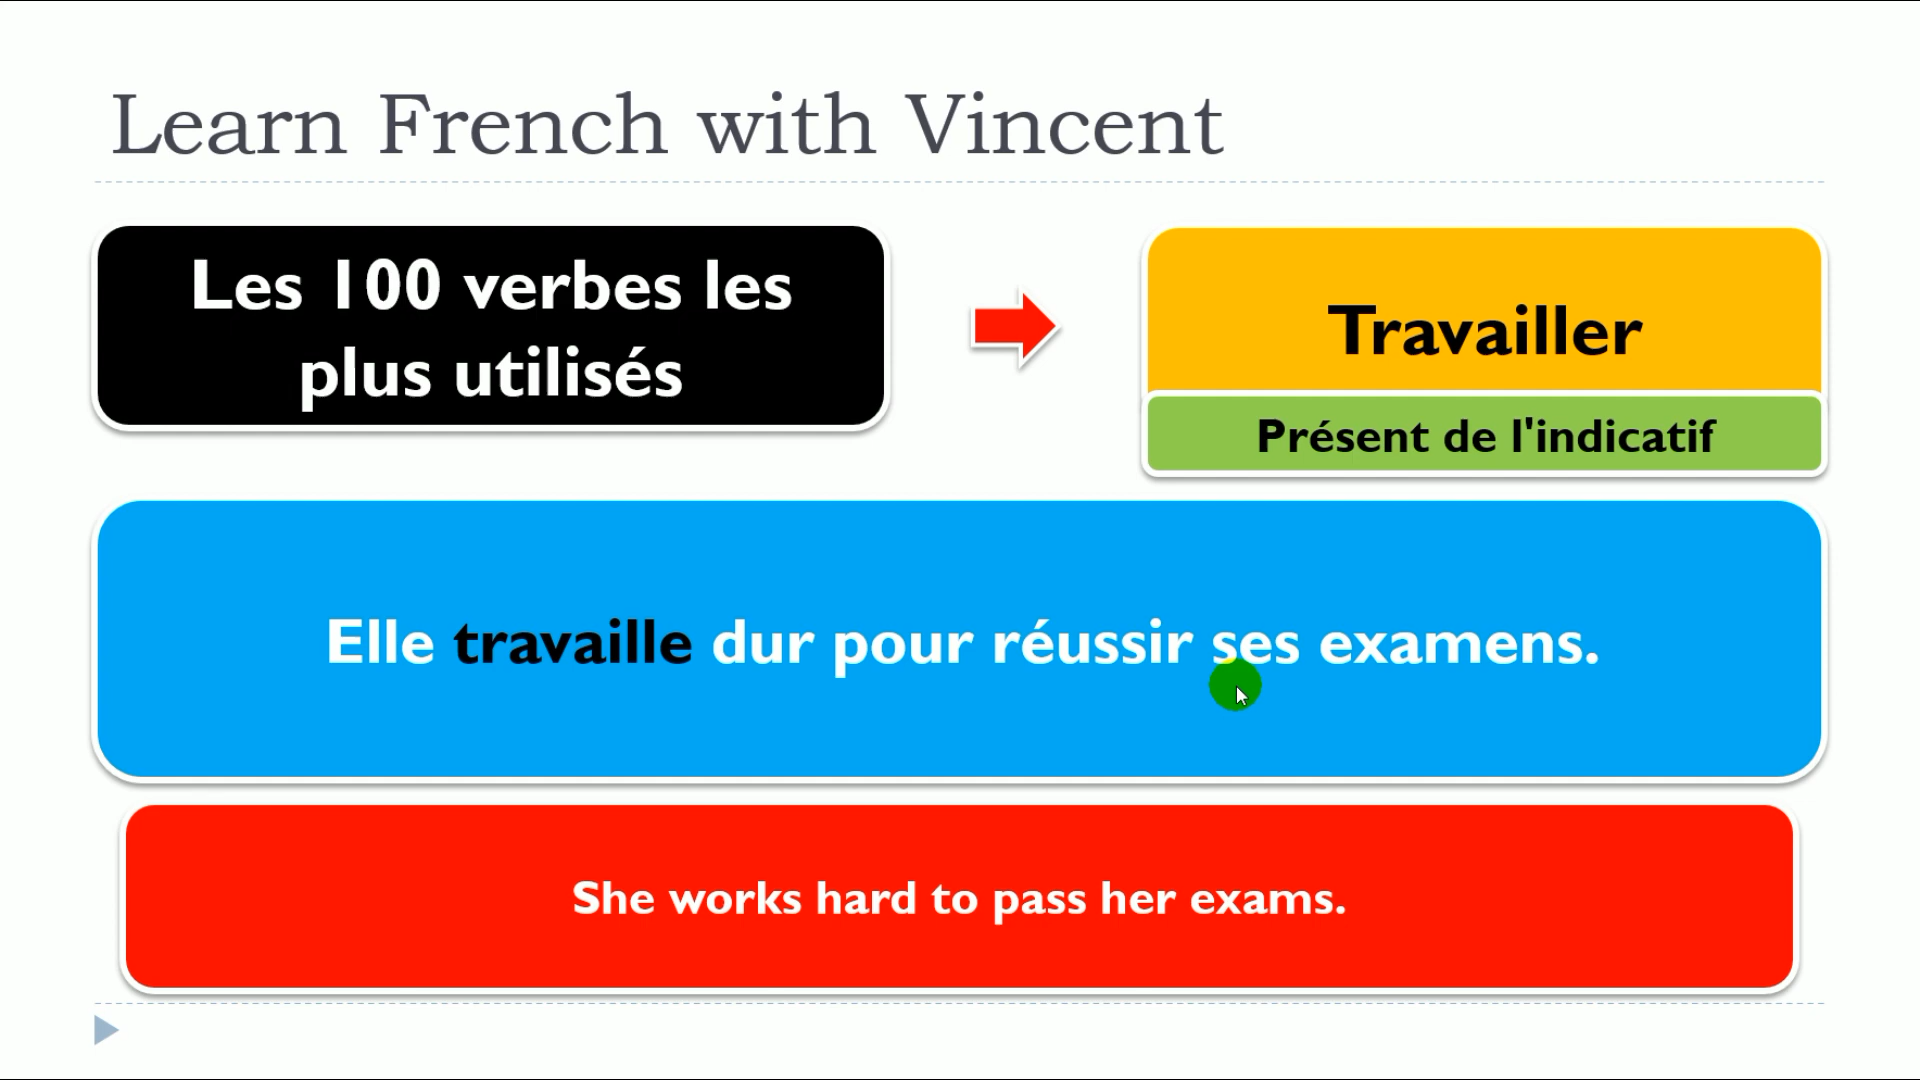 Learn French with Vincent
Les 100 verbes les
plus utilisés
Travailler
Présent de l'indicatif
Elle travaille dur pour réussir ses examens.
She works hard to pass her exams.